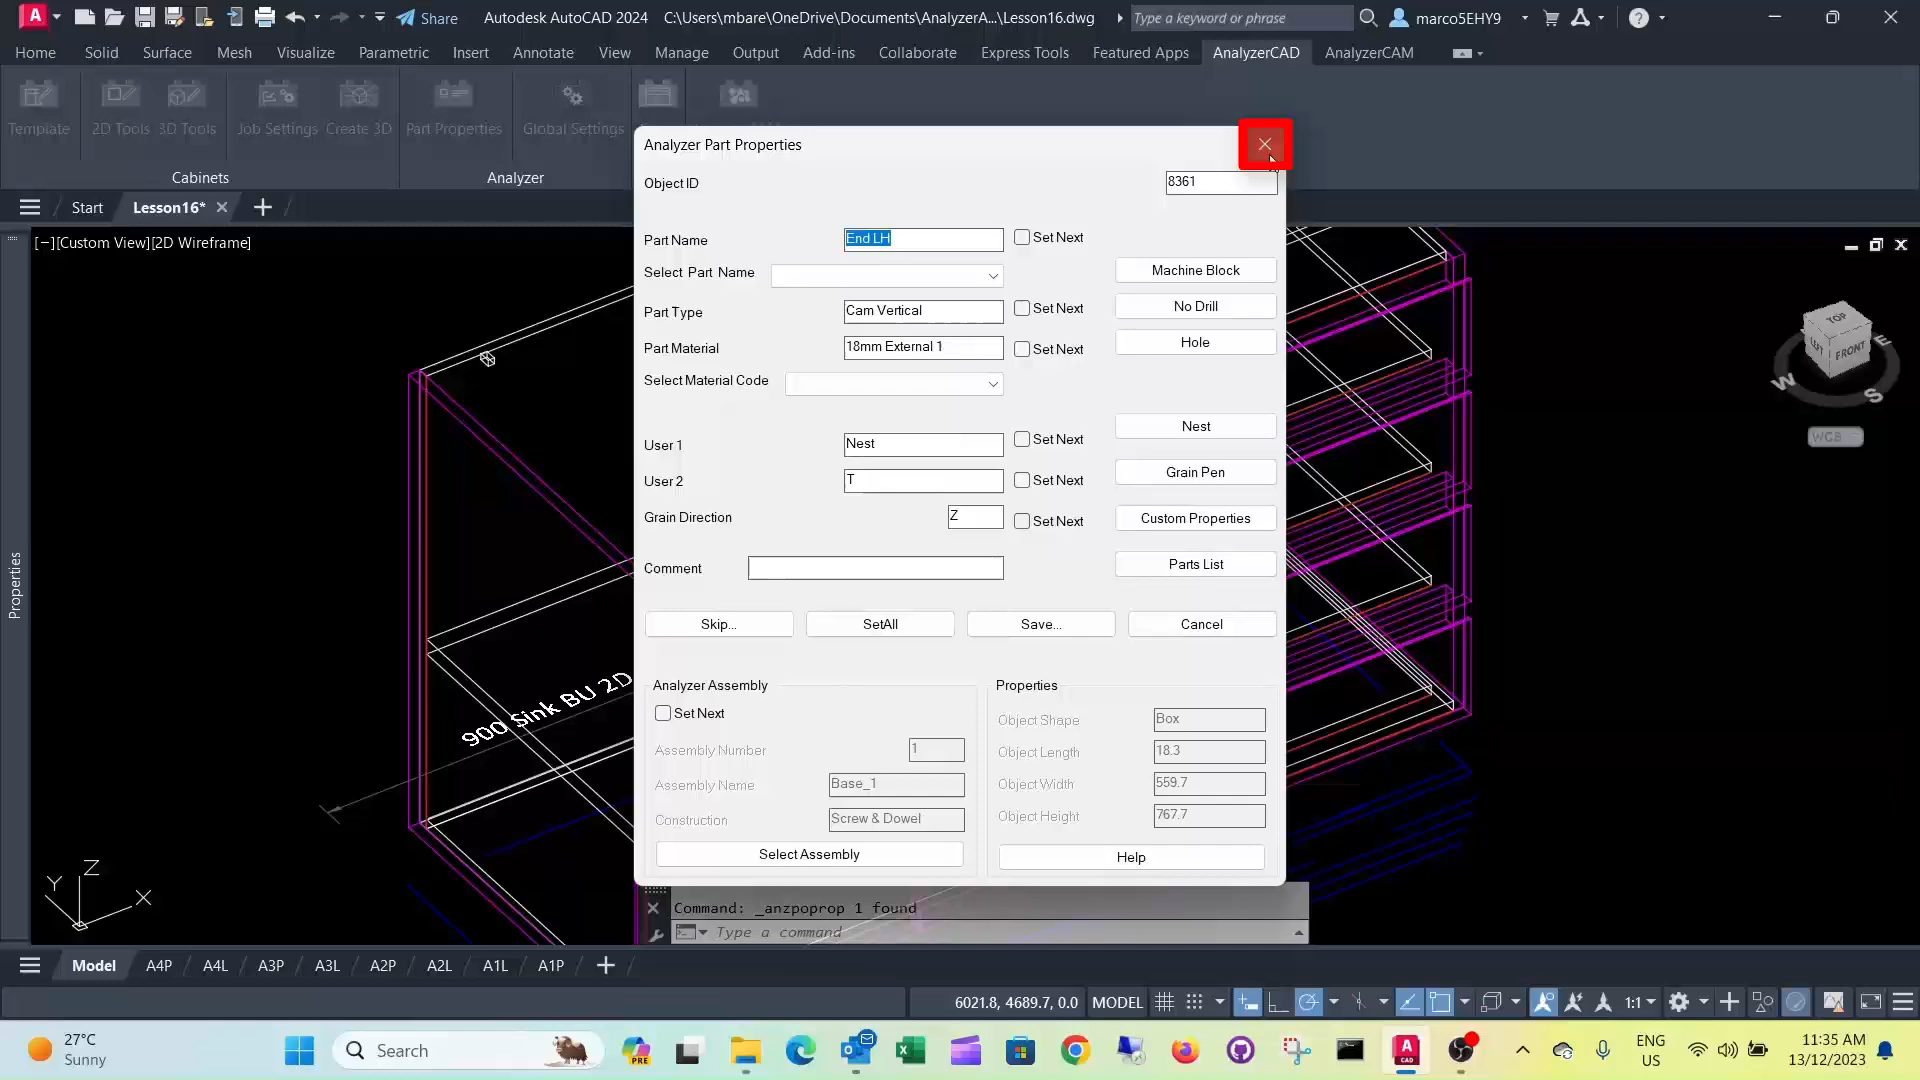 Share
Autodesk AutoCAD 2024
C:\Users\mbare\OneDrive\Documents\AnalyzerA...\Lesson16.dwg
Type a keyword or phrase
marco5EHY9
Home Solid Surface Mesh Visualize Parametric Insert Annotate View Manage Output Add-ins Collaborate Express Tools Featured Apps AnalyzerCAD AnalyzerCAM
Template 2D Tools 3D Tools Job Settings Create 3D Part Properties Global Settings
Cabinets Analyzer
Start Lesson16*
[−][Custom View][2D Wireframe]
Analyzer Part Properties
Object ID 8361
Part Name End LH Set Next
Select Part Name Machine Block
Part Type Cam Vertical Set Next No Drill
Part Material 18mm External 1 Set Next Hole
Select Material Code
User 1 Nest Set Next Nest
User 2 T Set Next Grain Pen
Grain Direction Z Set Next Custom Properties
Comment Parts List
Skip... SetAll Save... Cancel
Analyzer Assembly
Set Next
Assembly Number 1
Assembly Name Base_1
Construction Screw & Dowel
Select Assembly
Properties
Object Shape Box
Object Length 18.3
Object Width 559.7
Object Height 767.7
Help
TOP
LEFT FRONT
W S E
Properties
900 Sink BU 2D
Z
Y X
Command: _anzpoprop 1 found
Type a command
Model A4P A4L A3P A3L A2P A2L A1L A1P
6021.8, 4689.7, 0.0 MODEL 1:1
27°C
Sunny
Search
PRE
A
CAD
ENG
US
11:35 AM
13/12/2023